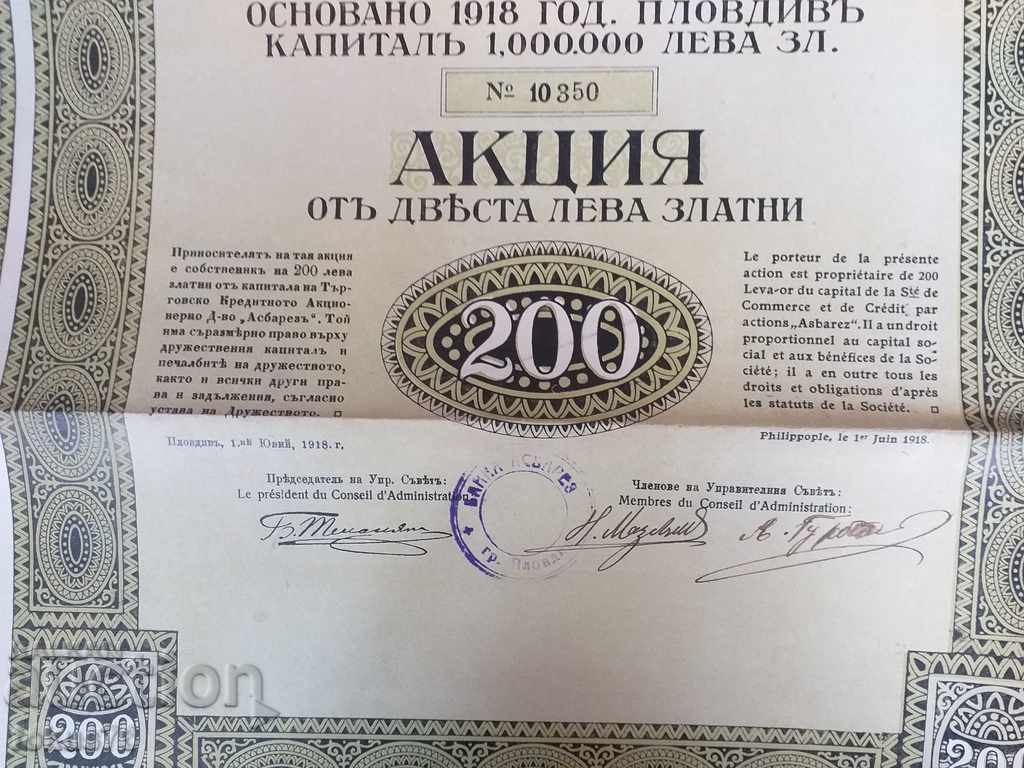 ОСНОВАНО 1918 ГОД. ПЛОВДИВЪ
КАПИТАЛЪ 1,000.000 ЛЕВА ЗЛ.
№ 10350
АКЦИЯ
ОТЪ ДВѢСТА ЛЕВА ЗЛАТНИ
Приносительтъ на тая акция
е собственикъ на 200 лева
златни отъ капитала на Тър-
говско Кредитното Акцио-
нерно Д-во „Асбарезъ“. Той
има съразмѣрно право върху
дружествения капиталъ и
печалбитѣ на дружеството,
както и всички други пра-
ва и задължения, съгласно
устава на Дружеството.
Le porteur de la présente
action est propriétaire de 200
Leva-or du capital de la Sté de
Commerce et de Crédit par
actions „Asbarez“. Il a un droit
proportionnel au capital so-
cial et aux bénéfices de la So-
ciété; il a en outre tous les
droits et obligations d'après
les statuts de la Société.
200
Пловдивъ, 1.ий Юний, 1918. г.
Philippople, le 1er Juin 1918.
Прѣдседатель на Упр. Съвѣтъ:
Le président du Conseil d'Administration
Членове на Управителния Съвѣтъ:
Membres du Conseil d'Administration:
БАНКА АСБАРЕЗ
ГР. ПЛОВДИ
200
200